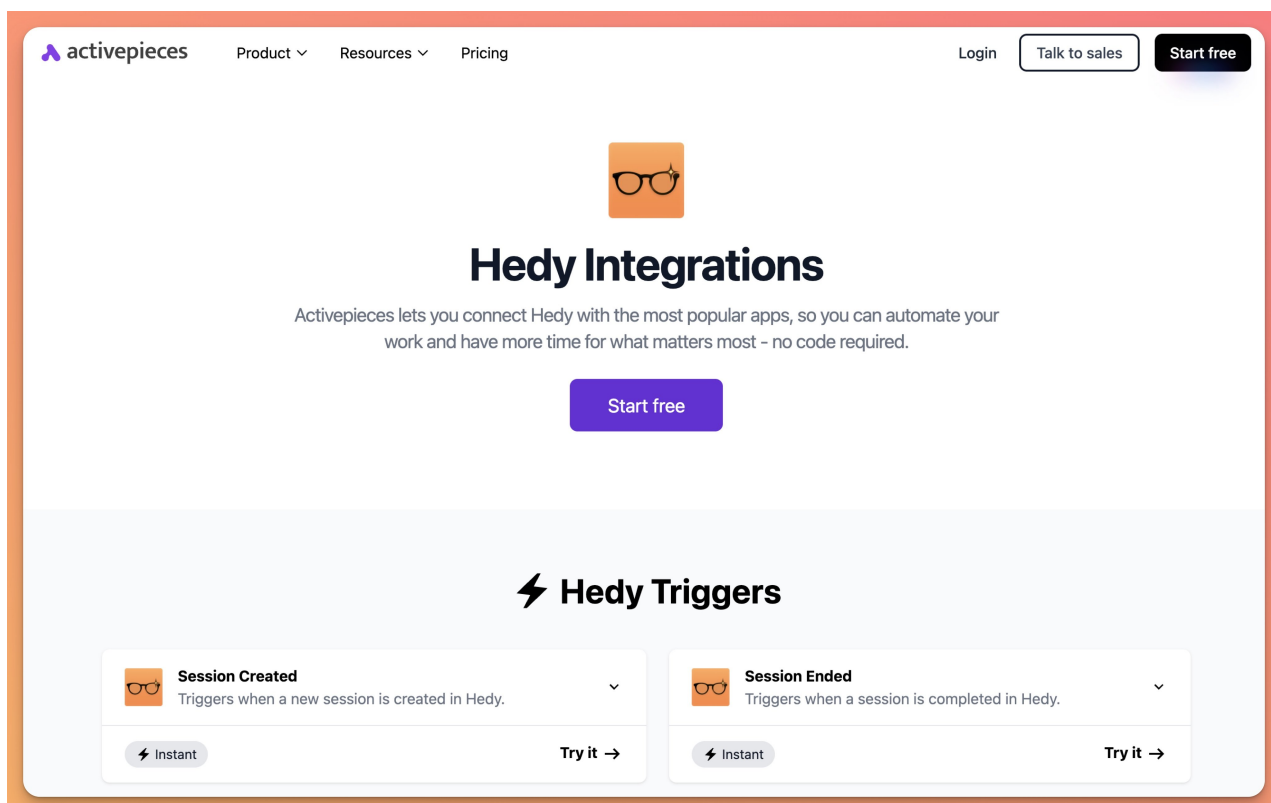 activepieces Product Resources Pricing Login Talk to sales Start free
Hedy Integrations
Activepieces lets you connect Hedy with the most popular apps, so you can automate your
work and have more time for what matters most - no code required.
Start free
Hedy Triggers
Session Created
Triggers when a new session is created in Hedy.
Instant Try it →
Session Ended
Triggers when a session is completed in Hedy.
Instant Try it →